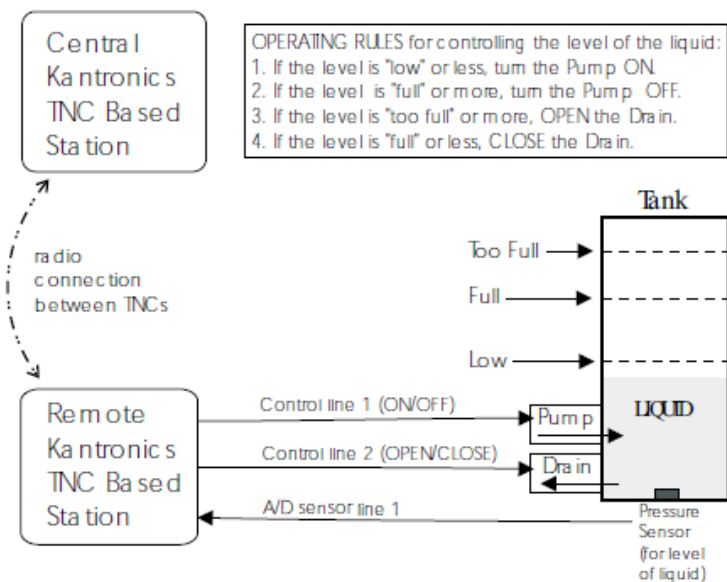 Central
Kantronics
TNC Based
Station
OPERATING RULES for controlling the level of the liquid:
1. If the level is "low" or less, turn the Pump ON.
2. If the level is "full" or more, turn the Pump OFF.
3. If the level is "too full" or more, OPEN the Drain.
4. If the level is "full" or less, CLOSE the Drain.
radio
connection
between TNCs
Tank
Too Full
Full
Low
LIQUID
Remote
Kantronics
TNC Based
Station
Control line 1 (ON/OFF)
Pump
Control line 2 (OPEN/CLOSE)
Drain
A/D sensor line 1
Pressure
Sensor
(for level
of liquid)